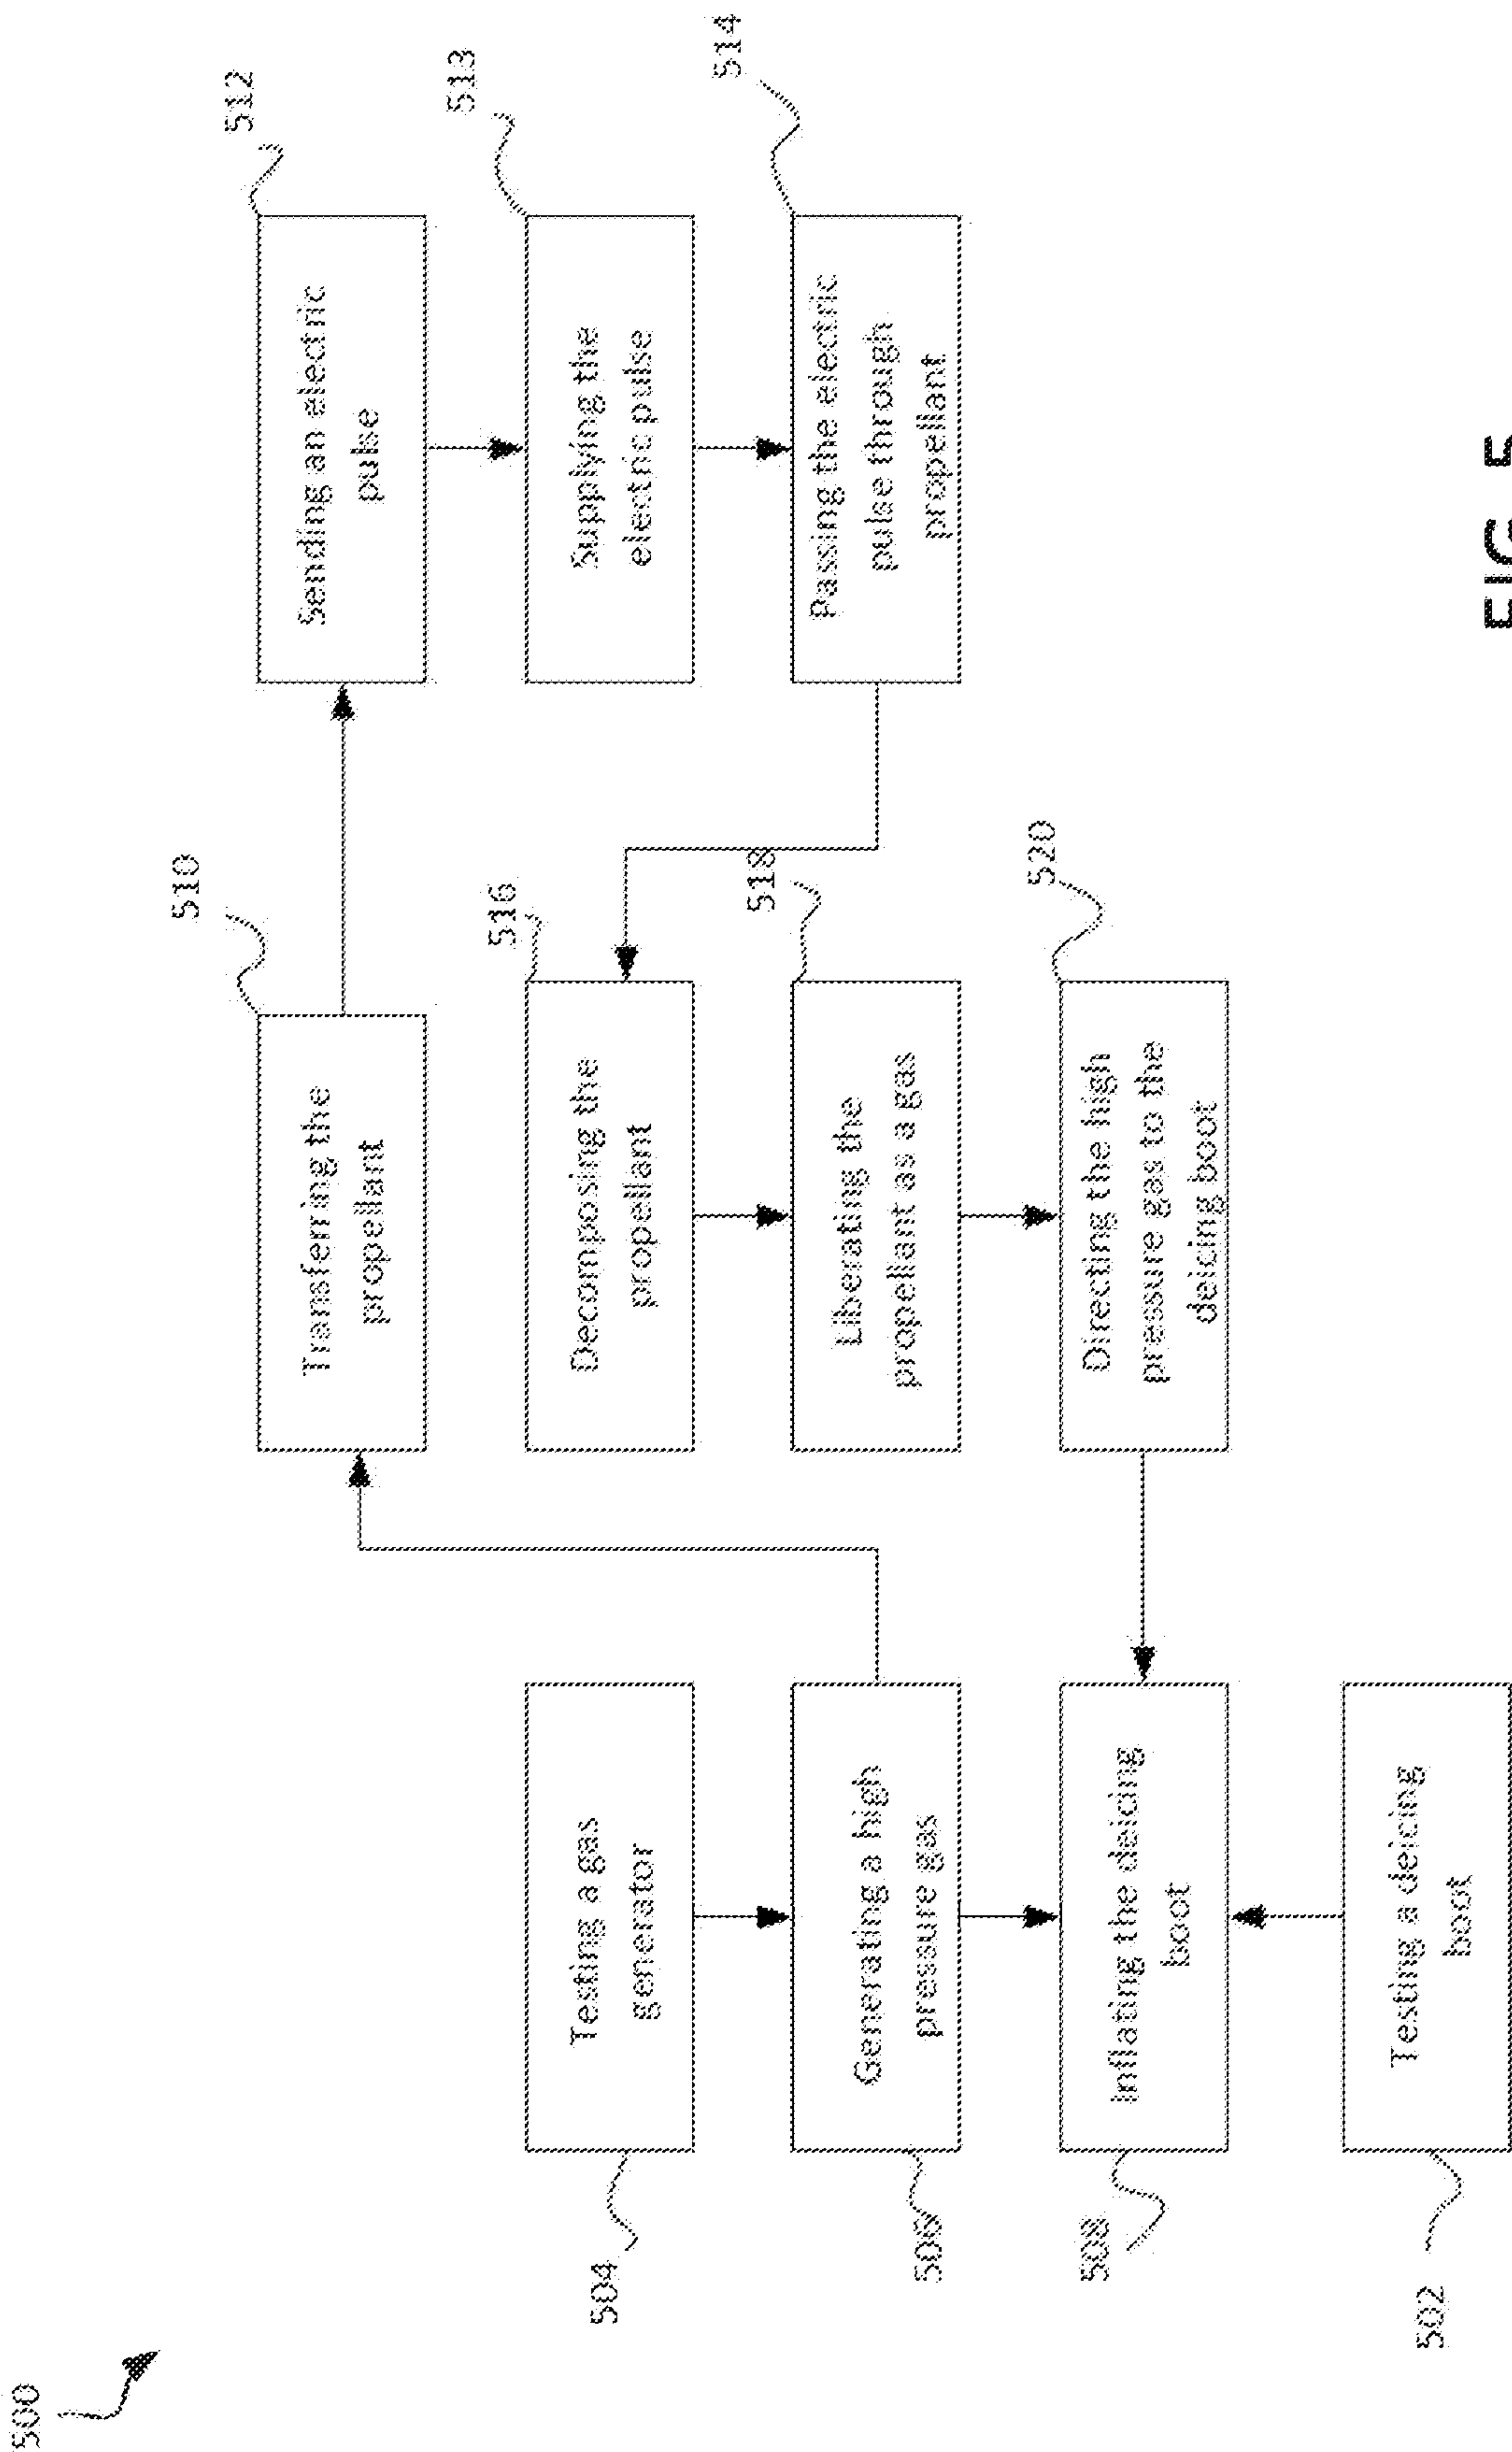 500
504
Testing a gas
generator
506
Generating a high
pressure gas
508
Inflating the deicing
boot
502
Testing a deicing
boot
510
Transferring the
propellant
516
Decomposing the
propellant
518
Liberating the
propellant as a gas
520
Directing the high
pressure gas to the
deicing boot
512
Sending an electric
pulse
513
Supplying the
electric pulse
514
Passing the electric
pulse through
propellant
FIG. 5